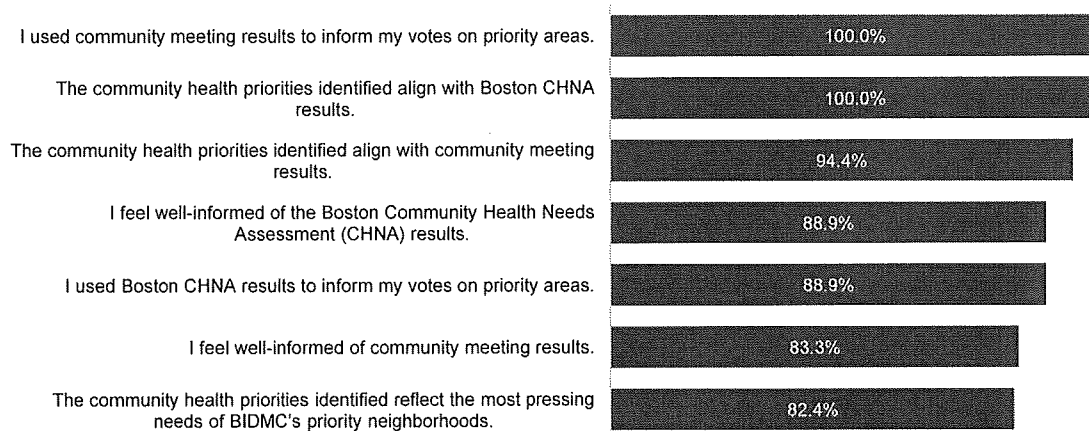 I used community meeting results to inform my votes on priority areas.
100.0%
The community health priorities identified align with Boston CHNA
results.
100.0%
The community health priorities identified align with community meeting
results.
94.4%
I feel well-informed of the Boston Community Health Needs
Assessment (CHNA) results.
88.9%
I used Boston CHNA results to inform my votes on priority areas.
88.9%
I feel well-informed of community meeting results.
83.3%
The community health priorities identified reflect the most pressing
needs of BIDMC's priority neighborhoods.
82.4%